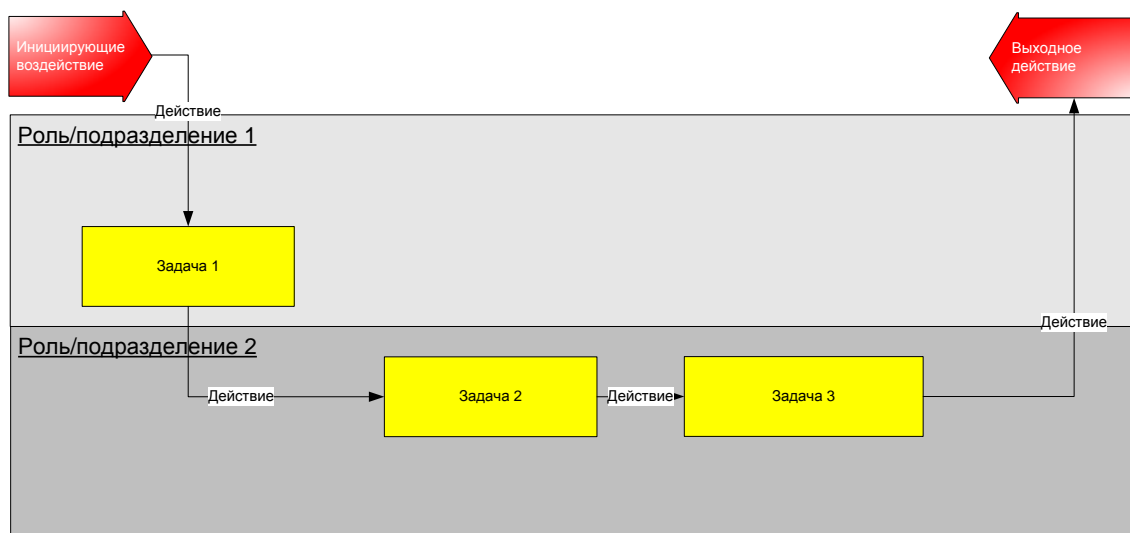 Инициирующие
воздействие
Выходное
действие
Действие
Роль/подразделение 1
Задача 1
Действие
Роль/подразделение 2
Действие
Задача 2
Действие
Задача 3